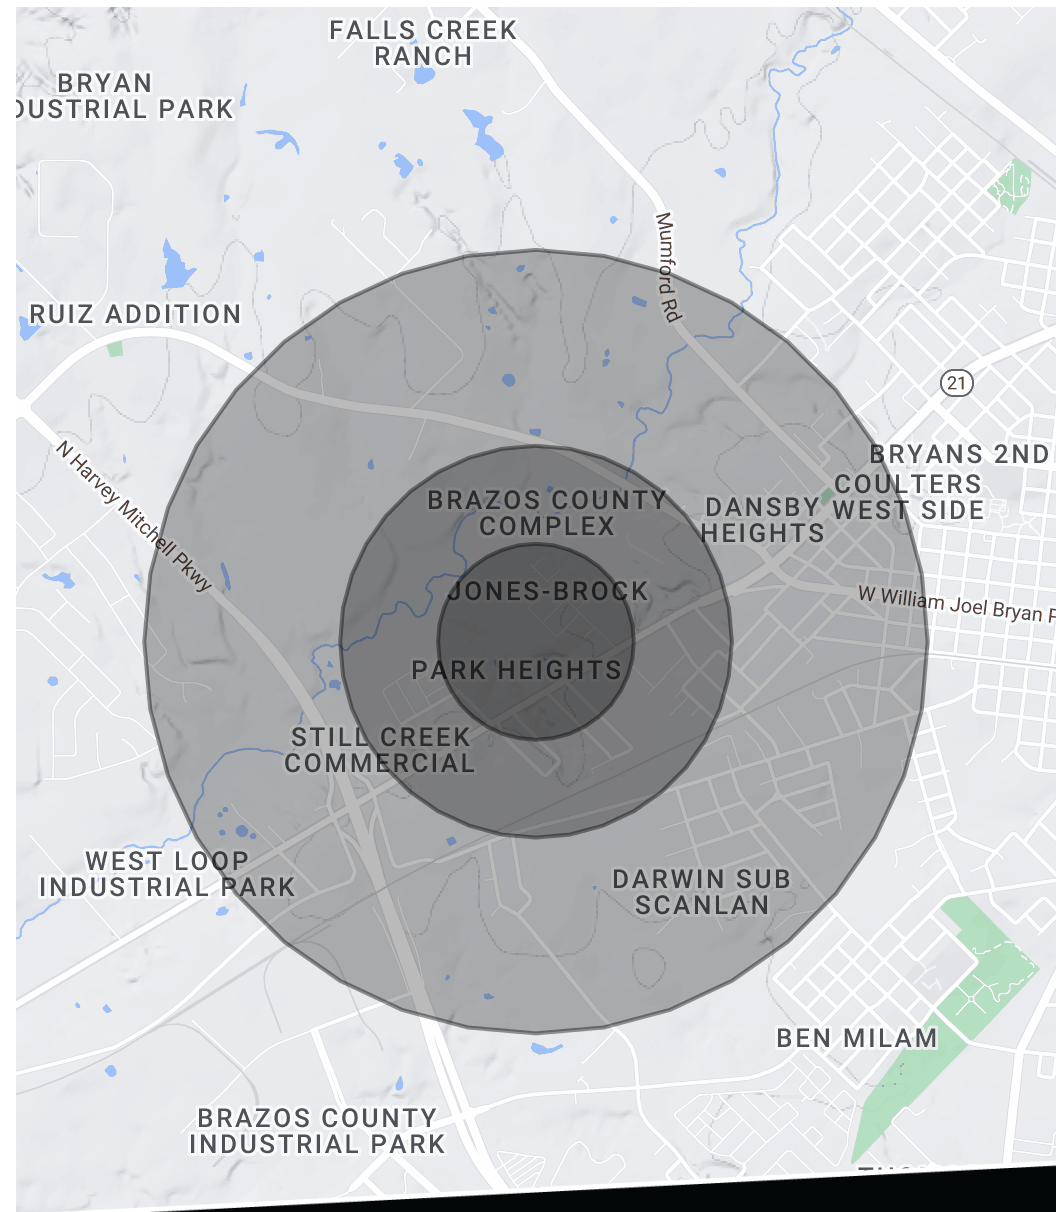 FALLS CREEK
RANCH
BRYAN
DUSTRIAL PARK
Mumford Rd
RUIZ ADDITION
21
N Harvey Mitchell Pkwy
BRYANS 2ND
COULTERS
WEST SIDE
BRAZOS COUNTY
COMPLEX
DANSBY
HEIGHTS
JONES-BROCK
W William Joel Bryan P
PARK HEIGHTS
STILL CREEK
COMMERCIAL
WEST LOOP
INDUSTRIAL PARK
DARWIN SUB
SCANLAN
BEN MILAM
BRAZOS COUNTY
INDUSTRIAL PARK